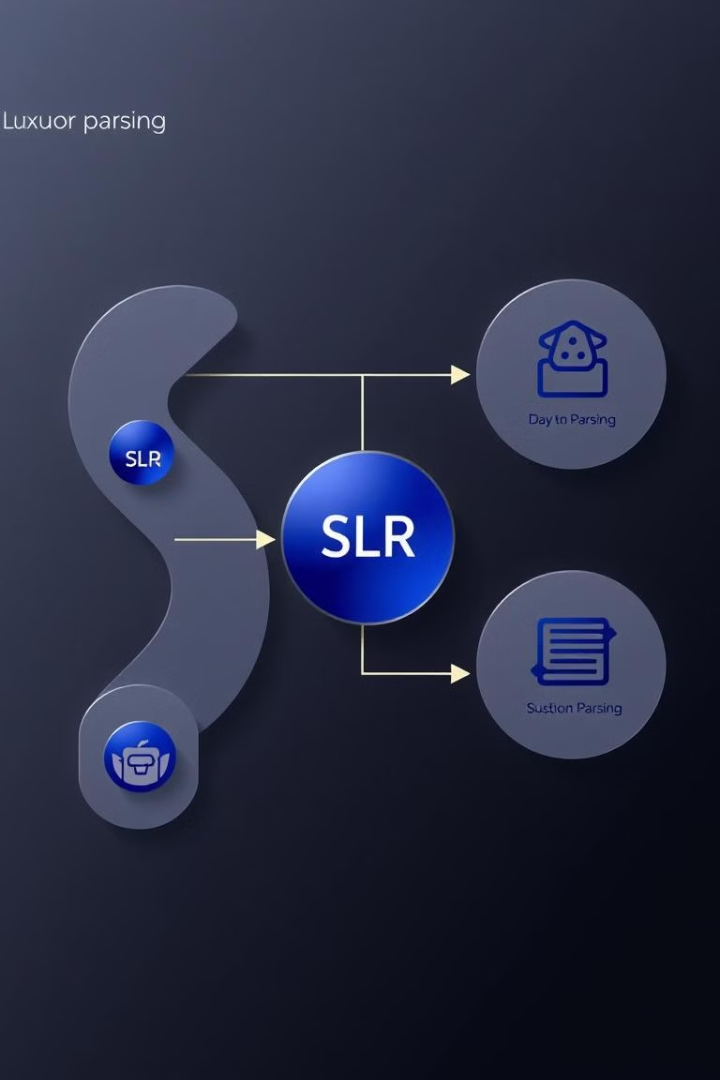 Luxuor parsing
SLR
SLR
Day to Parsing
Sustion Parsing